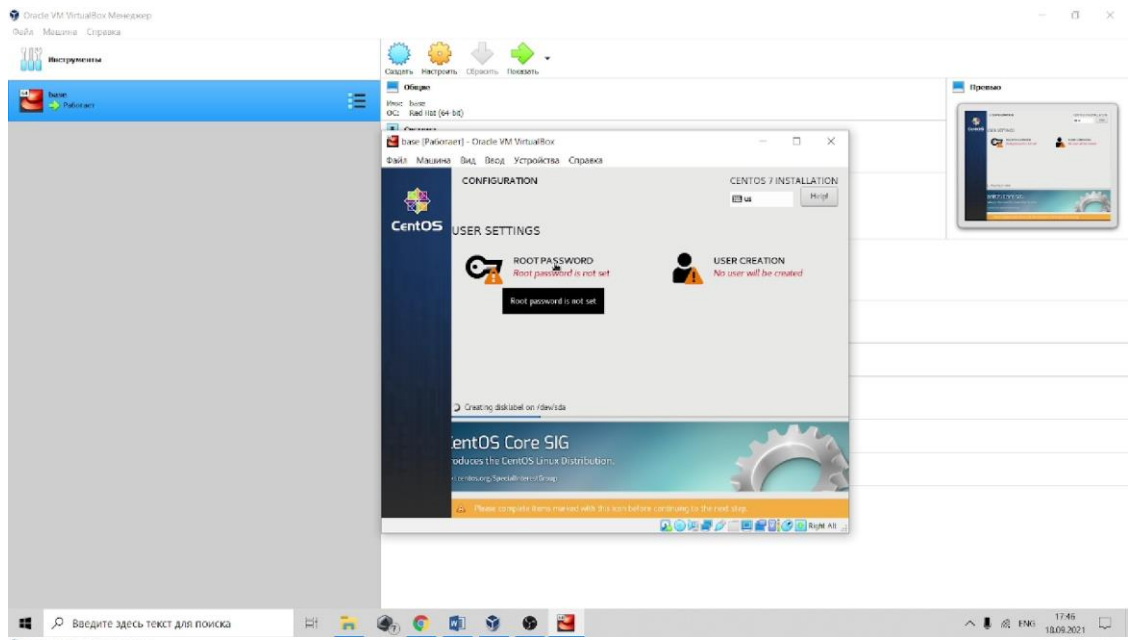 Oracle VM VirtualBox Менеджер
Файл Машина Справка
Инструменты
Создать Настроить Сбросить Показать
base
Работает
Общие
Имя: base
ОС: Red Hat (64-bit)
Превью
base [Работает] - Oracle VM VirtualBox
Файл Машина Вид Ввод Устройства Справка
CentOS
CONFIGURATION
CENTOS 7 INSTALLATION
us
Help!
USER SETTINGS
ROOT PASSWORD
Root password is not set
USER CREATION
No user will be created
Root password is not set
Creating disklabel on /dev/sda
entOS Core SIG
oduces the CentOS Linux Distribution.
.centos.org/SpecialInterestGroup
Please complete items marked with this icon before continuing to the next step.
Right Alt
Введите здесь текст для поиска
ENG
17:46
18.09.2021